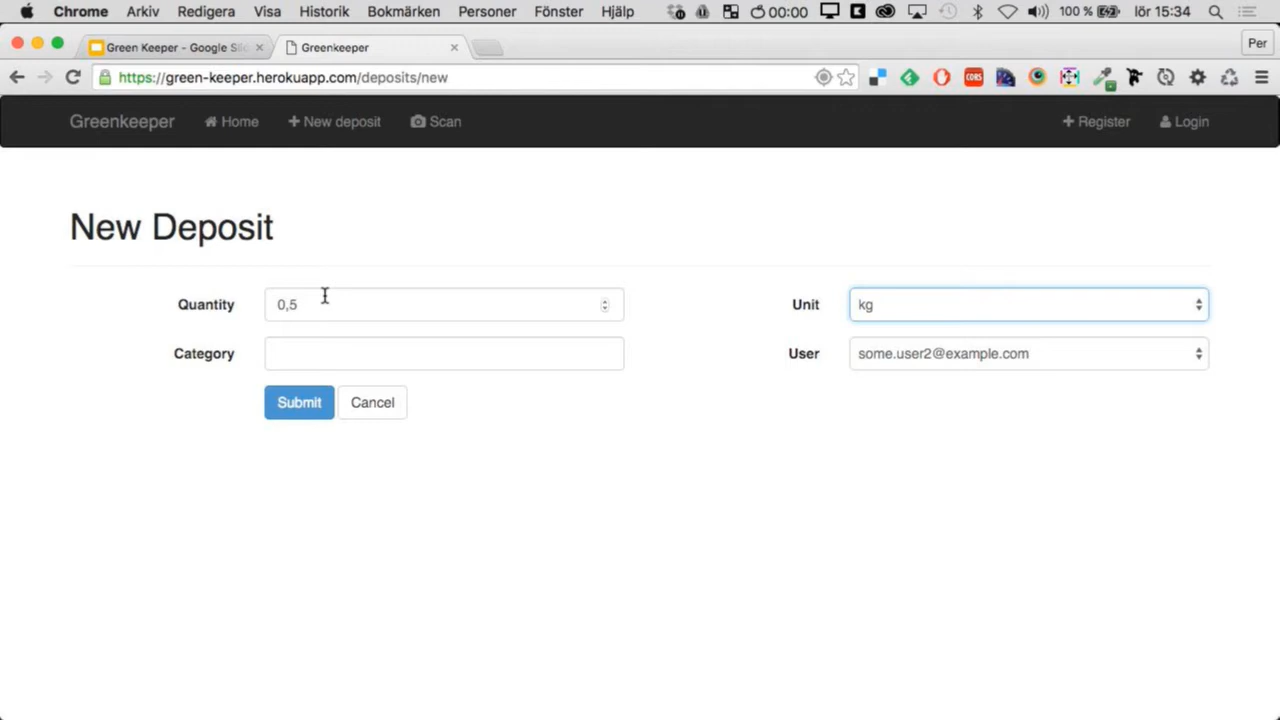 Chrome Arkiv Redigera Visa Historik Bokmärken Personer Fönster Hjälp 00:00 100 % lör 15:34
Green Keeper - Google Greenkeeper Per
https://green-keeper.herokuapp.com/deposits/new CORS
Greenkeeper Home New deposit Scan Register Login
New Deposit
Quantity 0,5 Unit kg
Category User some.user2@example.com
Submit Cancel